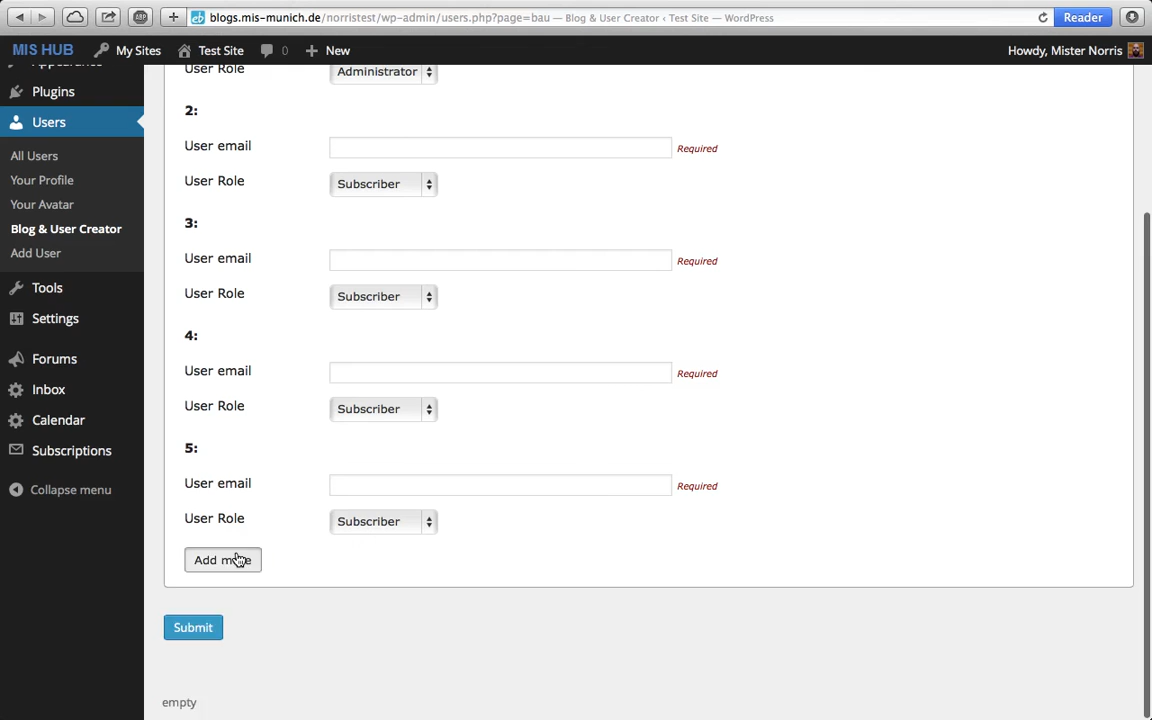 blogs.mis-munich.de/norristest/wp-admin/users.php?page=bau — Blog & User Creator ‹ Test Site — WordPress
Reader
ABP
MIS HUB My Sites Test Site 0 New Howdy, Mister Norris
Appearance
Plugins
Users
All Users
Your Profile
Your Avatar
Blog & User Creator
Add User
Tools
Settings
Forums
Inbox
Calendar
Subscriptions
Collapse menu
User Role Administrator
2:
User email Required
User Role Subscriber
3:
User email Required
User Role Subscriber
4:
User email Required
User Role Subscriber
5:
User email Required
User Role Subscriber
Add more
Submit
empty